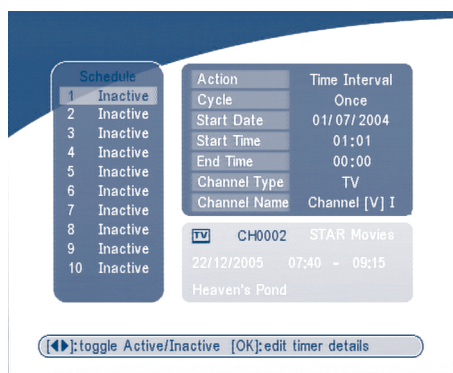 Schedule
1 Inactive
2 Inactive
3 Inactive
4 Inactive
5 Inactive
6 Inactive
7 Inactive
8 Inactive
9 Inactive
10 Inactive
Action Time Interval
Cycle Once
Start Date 01/07/2004
Start Time 01:01
End Time 00:00
Channel Type TV
Channel Name Channel [V] I
TV CH0002 STAR Movies
22/12/2005 07:40 - 09:15
Heaven's Pond
[◀▶]:toggle Active/Inactive [OK]:edit timer details